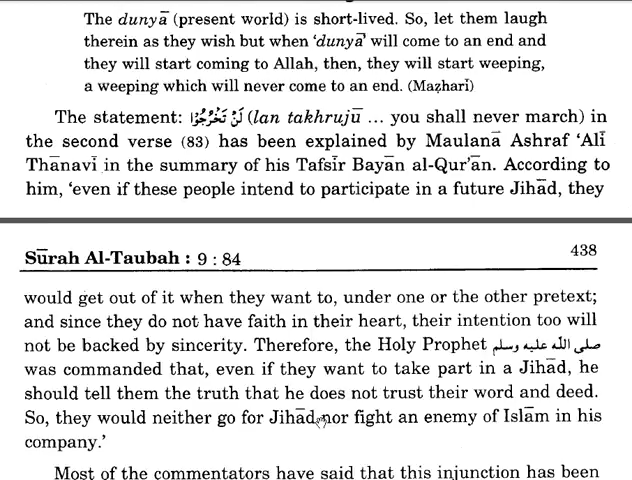 The dunyā (present world) is short-lived. So, let them laugh
therein as they wish but when 'dunyā' will come to an end and
they will start coming to Allah, then, they will start weeping,
a weeping which will never come to an end. (Maẓharī)
The statement: لَنْ تَخْرُجُوْا (lan takhrujū ... you shall never march) in
the second verse (83) has been explained by Maulanā Ashraf 'Alī
Thānavī in the summary of his Tafsīr Bayān al-Qur'ān. According to
him, 'even if these people intend to participate in a future Jihād, they
Sūrah Al-Taubah : 9 : 84
438
would get out of it when they want to, under one or the other pretext;
and since they do not have faith in their heart, their intention too will
not be backed by sincerity. Therefore, the Holy Prophet صلى الله عليه وسلم
was commanded that, even if they want to take part in a Jihād, he
should tell them the truth that he does not trust their word and deed.
So, they would neither go for Jihād nor fight an enemy of Islām in his
company.'
Most of the commentators have said that this injunction has been